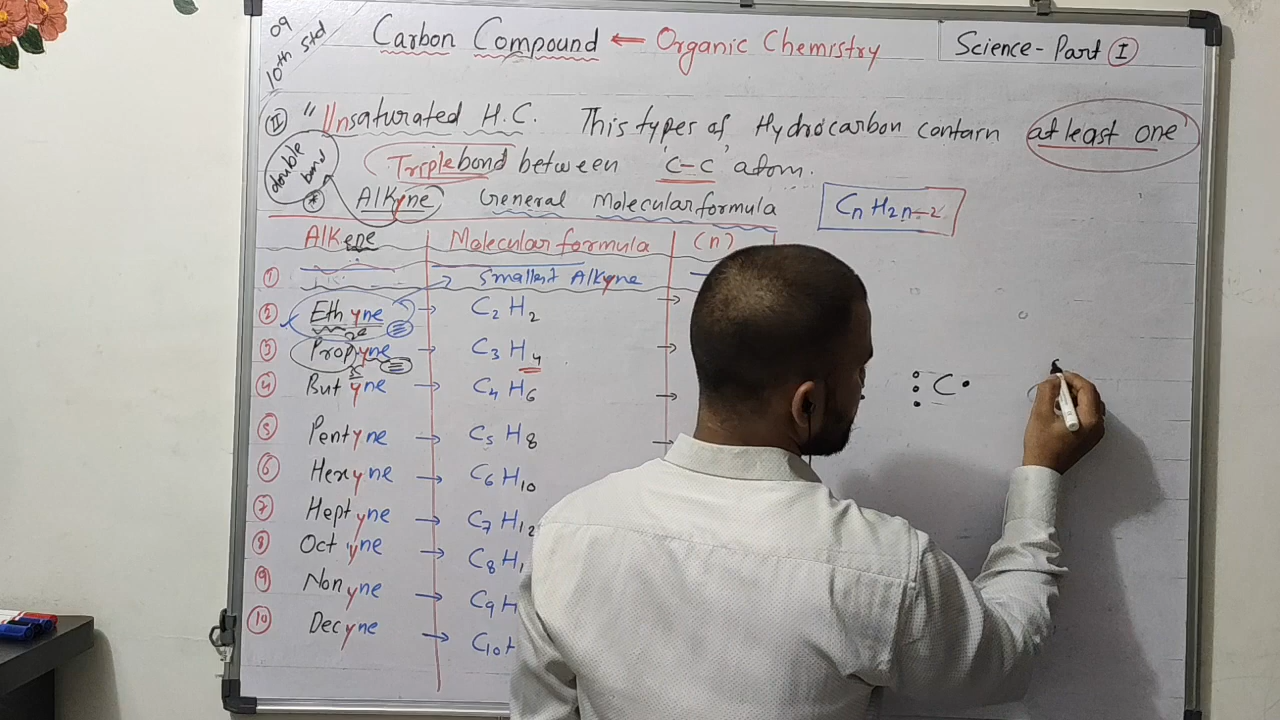 09
10th std
Carbon Compound ← Organic Chemistry
Science-Part I
II " Unsaturated H.C. This types of Hydrocarbon contain at least one
double bond
Triplebond between 'C-C' atom.
* Alkyne General Molecular formula CnH2n-2
Alkene Molecular formula (n)
1 Smallest Alkyne
2 Ethyne → C2H2 →
3 Propyne → C3H4 →
4 Butyne → C4H6 →
5 Pentyne → C5H8 →
6 Hexyne → C6H10
7 Heptyne → C7H12
8 Octyne → C8H1
9 Nonyne → C9H
10 Decyne → C10H
C